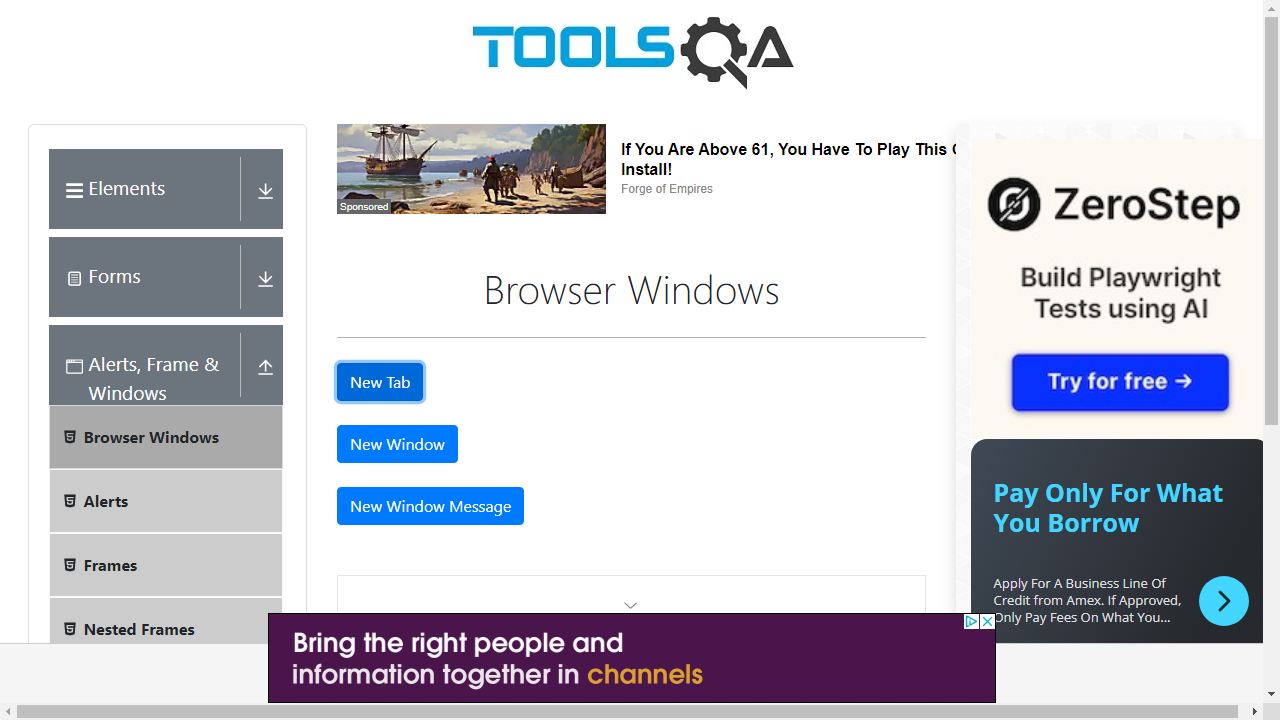 TOOLSQA
Elements
Forms
Alerts, Frame &
Windows
Browser Windows
Alerts
Frames
Nested Frames
Sponsored
If You Are Above 61, You Have To Play This
Install!
Forge of Empires
Browser Windows
New Tab
New Window
New Window Message
ZeroStep
Build Playwright
Tests using AI
Try for free →
Pay Only For What
You Borrow
Apply For A Business Line Of
Credit from Amex. If Approved,
Only Pay Fees On What You...
Bring the right people and
information together in channels